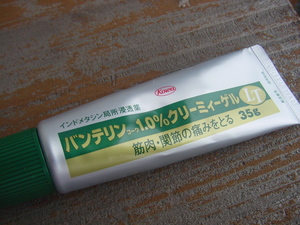 Kowa
インドメタシン局所浸透薬
バンテリンコーワ1.0%クリーミィーゲルLT
35g
筋肉・関節の痛みをとる